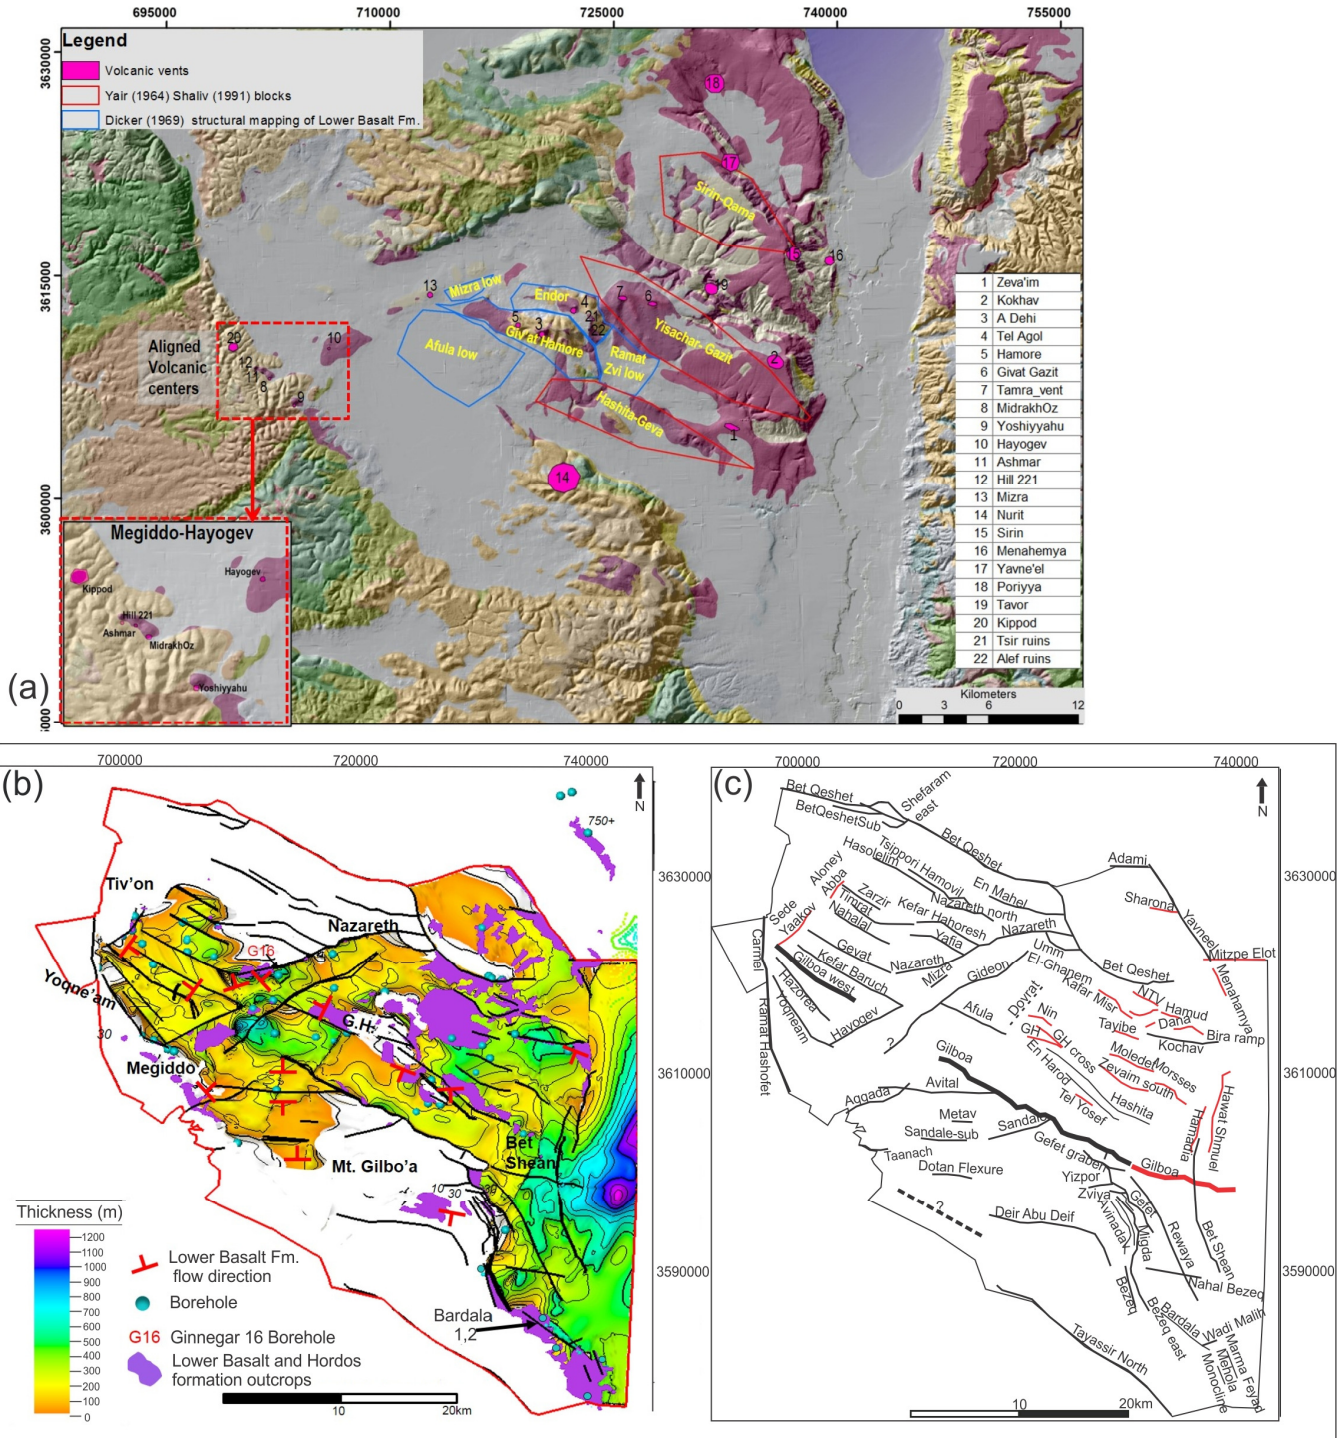 695000
710000
725000
740000
755000
3630000
3615000
3600000
Legend
Volcanic vents
Yair (1964) Shaliv (1991) blocks
Dicker (1969) structural mapping of Lower Basalt Fm.
18
17
Sirin-Qama
15
16
19
13
Mizra low
Endor
4
7
6
21
22
5
3
Giv'at Hamore
Yisachar- Gazit
2
Afula low
Ramat
Zvi low
Hashita-Geva
1
14
Aligned
Volcanic
centers
20
10
12
11
8
9
Megiddo-Hayogev
Hayogev
Kippod
Hill 221
Ashmar
MidrakhOz
Yoshiyyahu
1 Zeva'im
2 Kokhav
3 A Dehi
4 Tel Agol
5 Hamore
6 Givat Gazit
7 Tamra_vent
8 MidrakhOz
9 Yoshiyyahu
10 Hayogev
11 Ashmar
12 Hill 221
13 Mizra
14 Nurit
15 Sirin
16 Menahemya
17 Yavne'el
18 Poriyya
19 Tavor
20 Kippod
21 Tsir ruins
22 Alef ruins
Kilometers
0 3 6 12
(a)
(b)
700000
720000
740000
N
750+
3630000
3610000
3590000
Tiv'on
Nazareth
G16
Yoqne'am
30
G.H.
Megiddo
Bet
Shean
Mt. Gilbo'a
10
30
Bardala
1,2
Thickness (m)
1200
1100
1000
900
800
700
600
500
400
300
200
100
0
Lower Basalt Fm.
flow direction
Borehole
G16 Ginnegar 16 Borehole
Lower Basalt and Hordos
formation outcrops
10
20km
(c)
700000
720000
740000
N
3630000
3610000
3590000
Bet Qeshet
Shefaram
east
BetQeshetSub
Bet Qeshet
Tsippori Hamovil
Hasolelim
Aloney
Abba
Adami
En Mahel
Zarzir
Timrat
Nahalal
Kefar Hahoresh
Nazareth north
Nazareth
Sharona
Yavneel
Sede
Yaakov
Yafia
Mitzpe Elot
Carmel
Gevat
Kefar Baruch
Gilboa west
Nazareth
Mizra
Gideon
Umm
El-Ghanem
Bet Qeshet
Kafar Misr
NTV
Hamud
Menahamya
Hazorea
Yoqneam
Hayogev
Ramat Hashofet
?
Afula
Dovrat
Nin
GH
GH cross
Tayibe
Dana
Bira ramp
Kochav
Gilboa
En Harod
Moledet
Morsses
Zevaim south
Tel Yosef
Hashita
Avital
Aqqada
Metav
Sandale-sub
Sandale
Hamadia
Hawat Shmuel
Taanach
Dotan Flexure
Gefet graben
Gilboa
Yizpor
Zviya
Gefet
Avinadav
Migda
Rewaya
Bet Shean
?
Deir Abu Deif
Nahal Bezeq
Bezeq
Bezeq east
Bardala
Wadi Malih
Tayassir North
Marma Feyad
Mehola
Monocline
10
20km